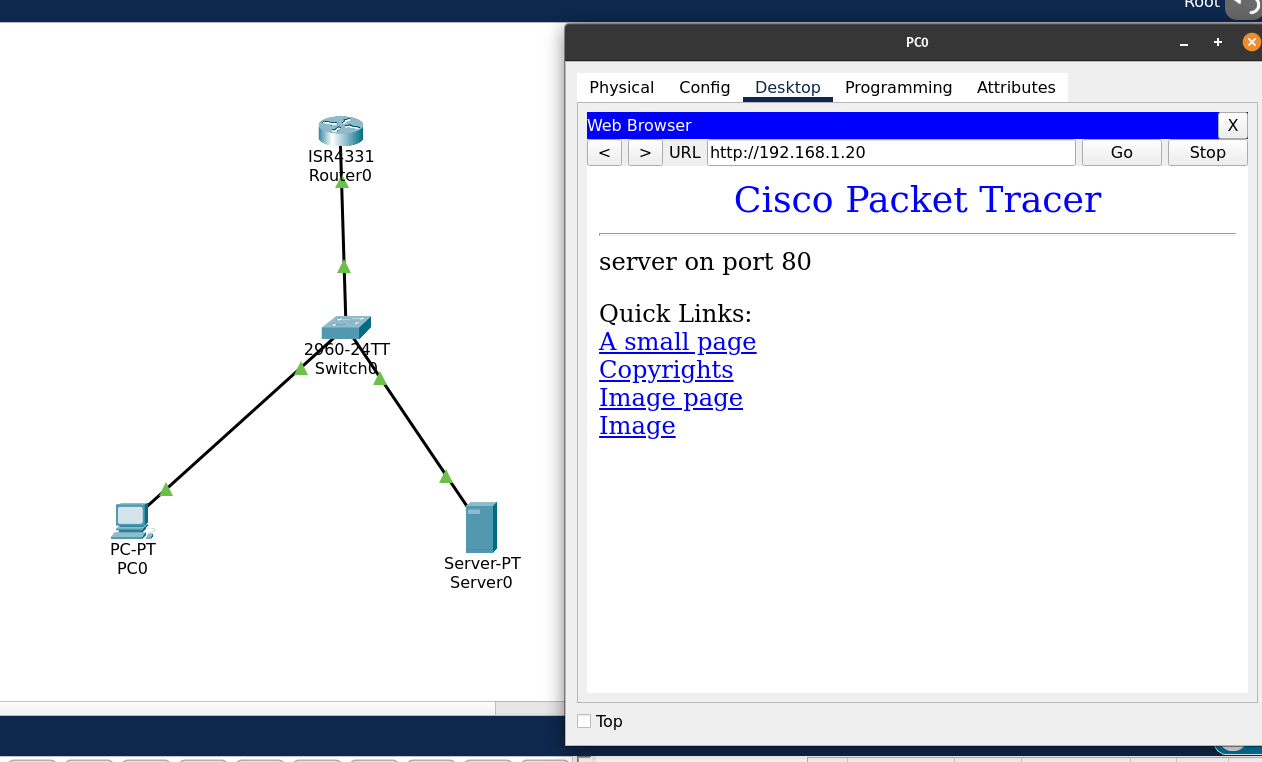 Root
PC0
Physical Config Desktop Programming Attributes
Web Browser X
< > URL http://192.168.1.20 Go Stop
Cisco Packet Tracer
server on port 80
Quick Links:
A small page
Copyrights
Image page
Image
Top
ISR4331
Router0
2960-24TT
Switch0
PC-PT
PC0
Server-PT
Server0